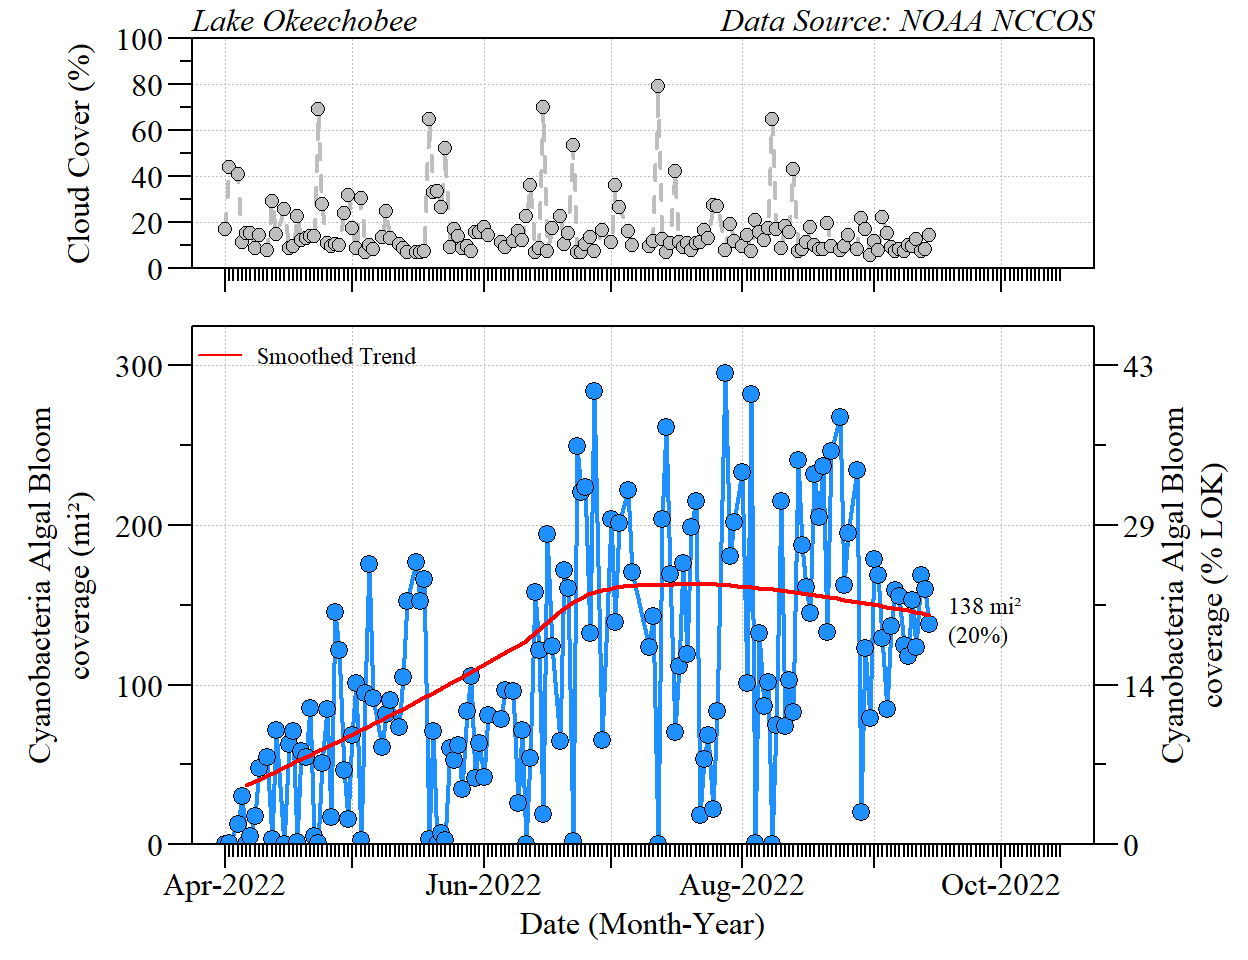 Lake Okeechobee Data Source: NOAA NCCOS
Cloud Cover (%)
100
80
60
40
20
0
Smoothed Trend
Cyanobacteria Algal Bloom
coverage (mi²)
300
200
100
0
43
29
14
0
Cyanobacteria Algal Bloom
coverage (% LOK)
138 mi²
(20%)
Apr-2022 Jun-2022 Aug-2022 Oct-2022
Date (Month-Year)